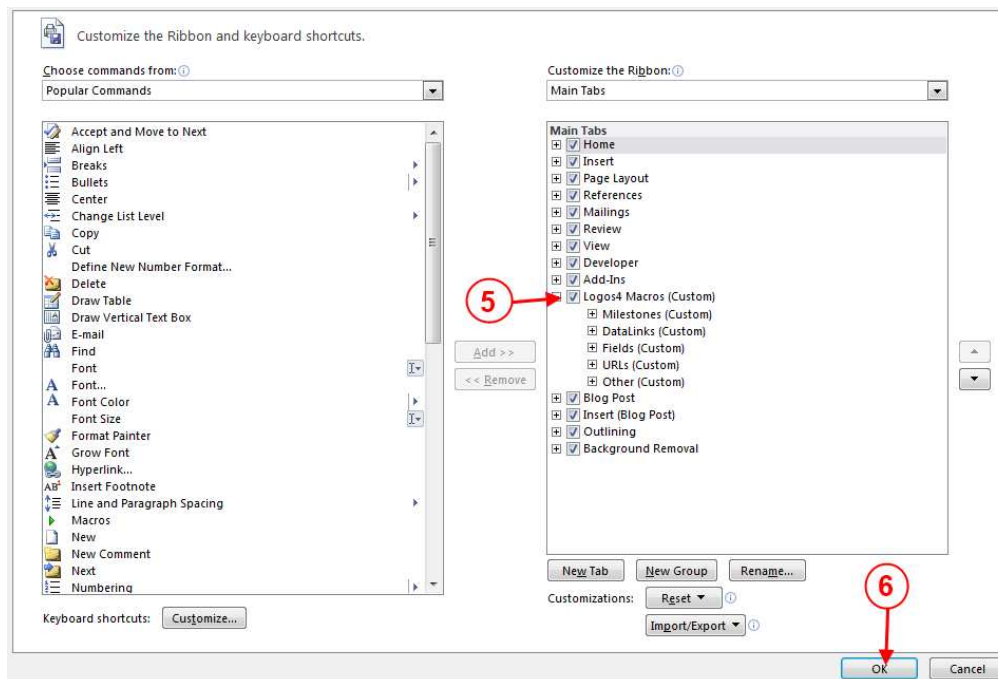 Customize the Ribbon and keyboard shortcuts.
Choose commands from:
Popular Commands
Accept and Move to Next
Align Left
Breaks
Bullets
Center
Change List Level
Copy
Cut
Define New Number Format...
Delete
Draw Table
Draw Vertical Text Box
E-mail
Find
Font
Font...
Font Color
Font Size
Format Painter
Grow Font
Hyperlink...
Insert Footnote
Line and Paragraph Spacing
Macros
New
New Comment
Next
Numbering
Keyboard shortcuts: Customize...
5
Add >>
<< Remove
Customize the Ribbon:
Main Tabs
Main Tabs
Home
Insert
Page Layout
References
Mailings
Review
View
Developer
Add-Ins
Logos4 Macros (Custom)
Milestones (Custom)
DataLinks (Custom)
Fields (Custom)
URLs (Custom)
Other (Custom)
Blog Post
Insert (Blog Post)
Outlining
Background Removal
New Tab New Group Rename...
Customizations: Reset
Import/Export
6
OK Cancel